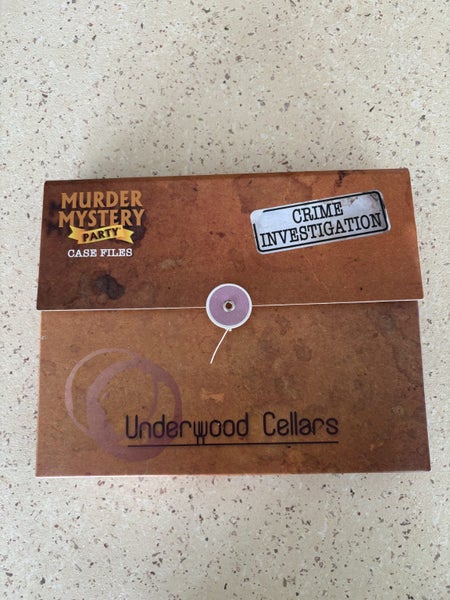 MURDER
MYSTERY
PARTY
CASE FILES
CRIME
INVESTIGATION
Underwood Cellars